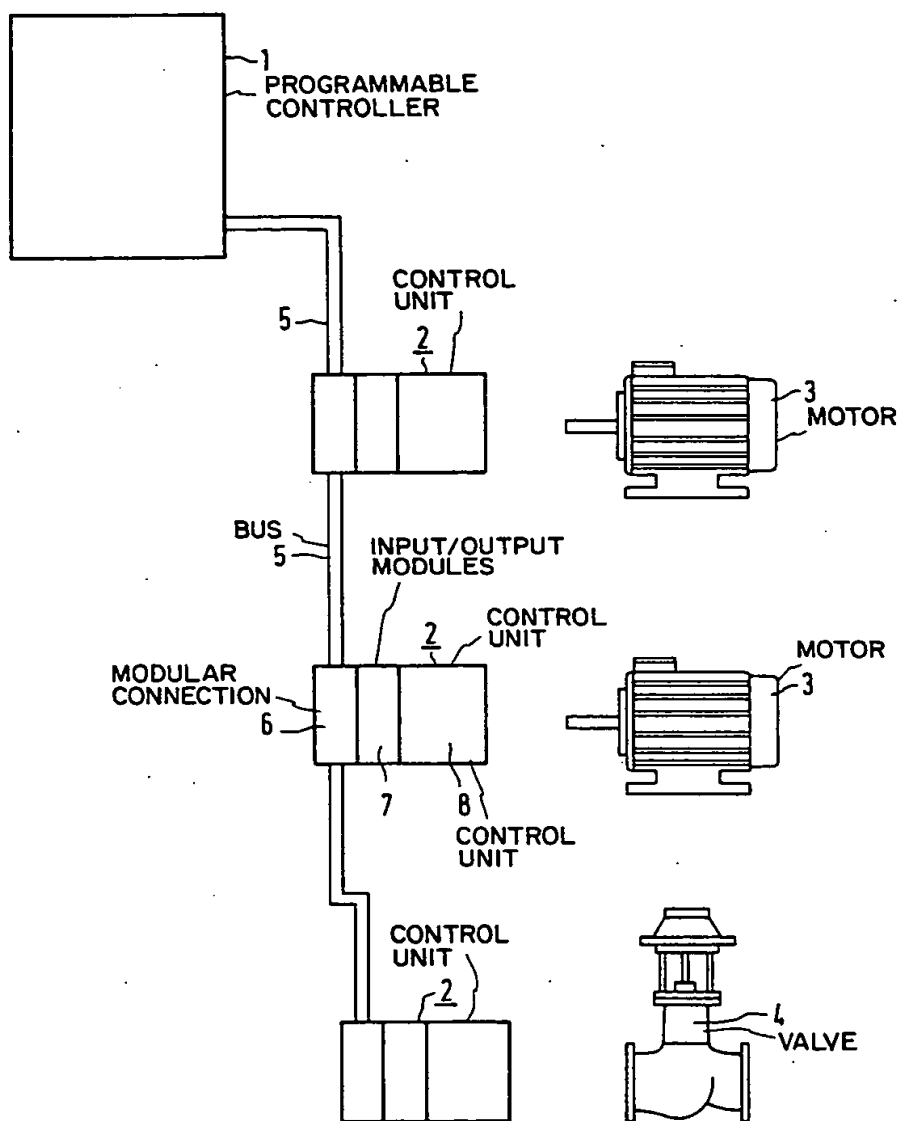 1
PROGRAMMABLE
CONTROLLER
CONTROL
UNIT
5
2
3
MOTOR
BUS
5
INPUT/OUTPUT
MODULES
2
CONTROL
UNIT
MODULAR
CONNECTION
6
7
8
CONTROL
UNIT
MOTOR
3
CONTROL
UNIT
2
4
VALVE